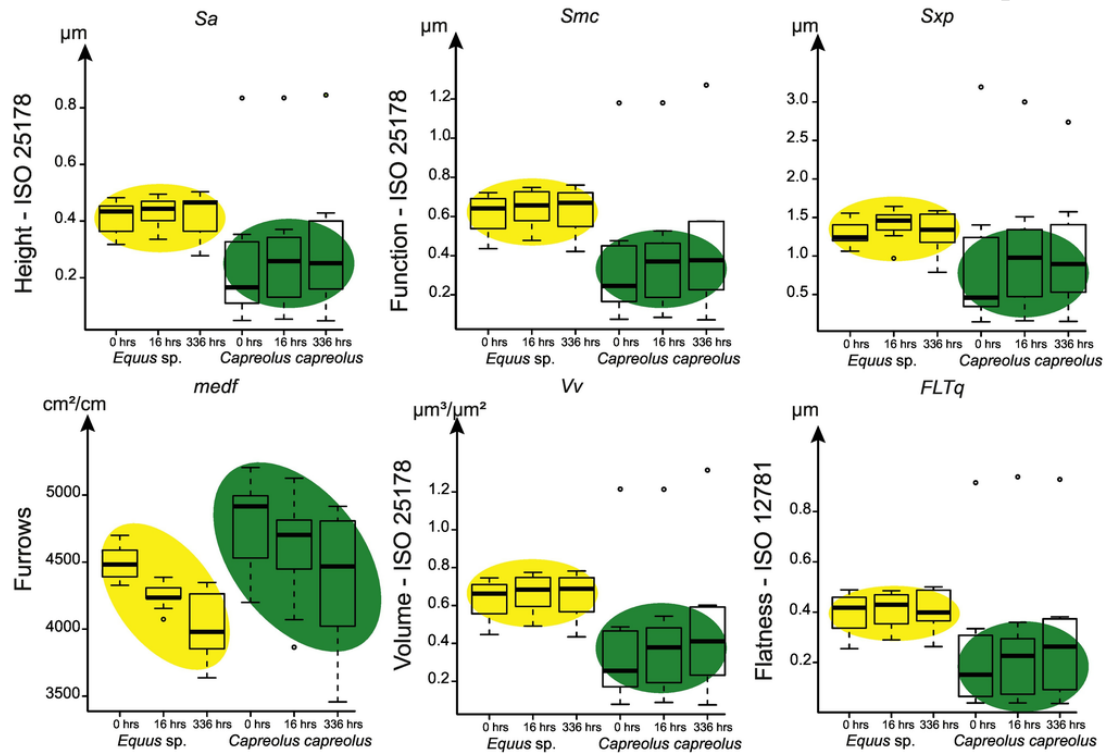 Sa
µm
Height - ISO 25178
0.8
0.6
0.4
0.2
0 hrs 16 hrs 336 hrs 0 hrs 16 hrs 336 hrs
Equus sp. Capreolus capreolus
Smc
µm
Function - ISO 25178
1.2
1.0
0.8
0.6
0.4
0.2
0 hrs 16 hrs 336 hrs 0 hrs 16 hrs 336 hrs
Equus sp. Capreolus capreolus
Sxp
µm
3.0
2.5
2.0
1.5
1.0
0.5
0 hrs 16 hrs 336 hrs 0 hrs 16 hrs 336 hrs
Equus sp. Capreolus capreolus
medf
cm²/cm
Furrows
5000
4500
4000
3500
0 hrs 16 hrs 336 hrs 0 hrs 16 hrs 336 hrs
Equus sp. Capreolus capreolus
Vv
µm³/µm²
Volume - ISO 25178
1.2
1.0
0.8
0.6
0.4
0.2
0 hrs 16 hrs 336 hrs 0 hrs 16 hrs 336 hrs
Equus sp. Capreolus capreolus
FLTq
µm
Flatness - ISO 12781
0.8
0.6
0.4
0.2
0 hrs 16 hrs 336 hrs 0 hrs 16 hrs 336 hrs
Equus sp. Capreolus capreolus